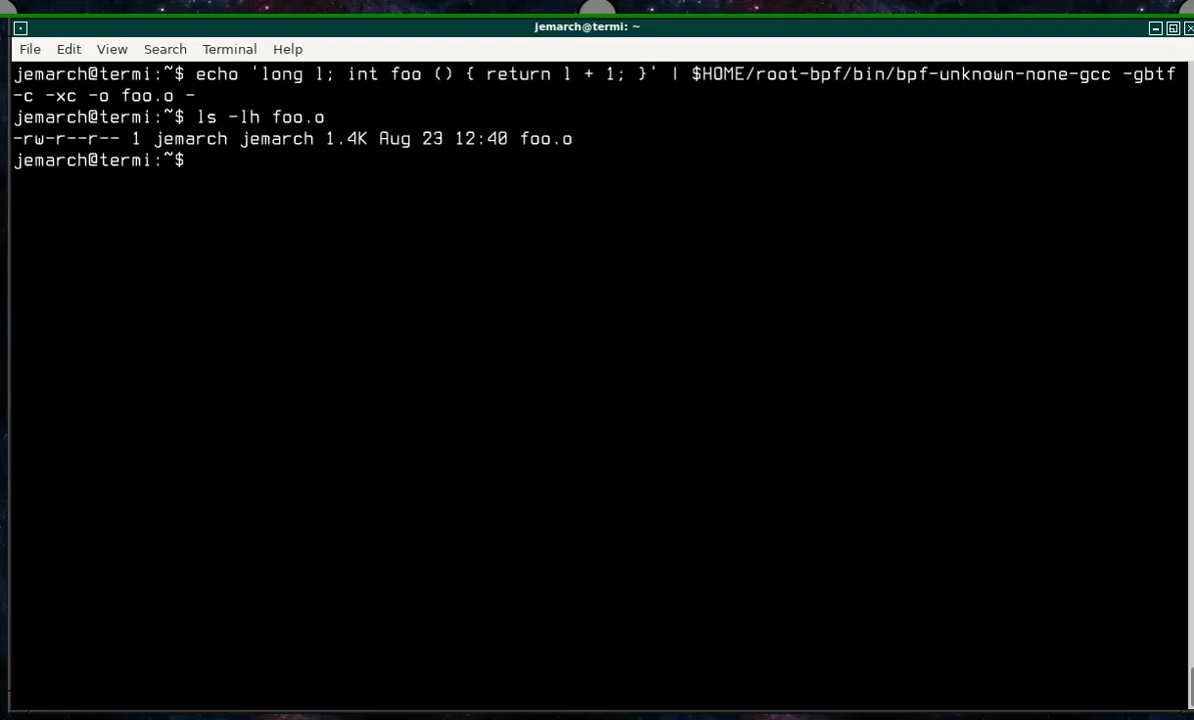 jemarch@termi: ~
File Edit View Search Terminal Help
jemarch@termi:~$ echo 'long l; int foo () { return l + 1; }' | $HOME/root-bpf/bin/bpf-unknown-none-gcc -gbtf
-c -xc -o foo.o -
jemarch@termi:~$ ls -lh foo.o
-rw-r--r-- 1 jemarch jemarch 1.4K Aug 23 12:40 foo.o
jemarch@termi:~$